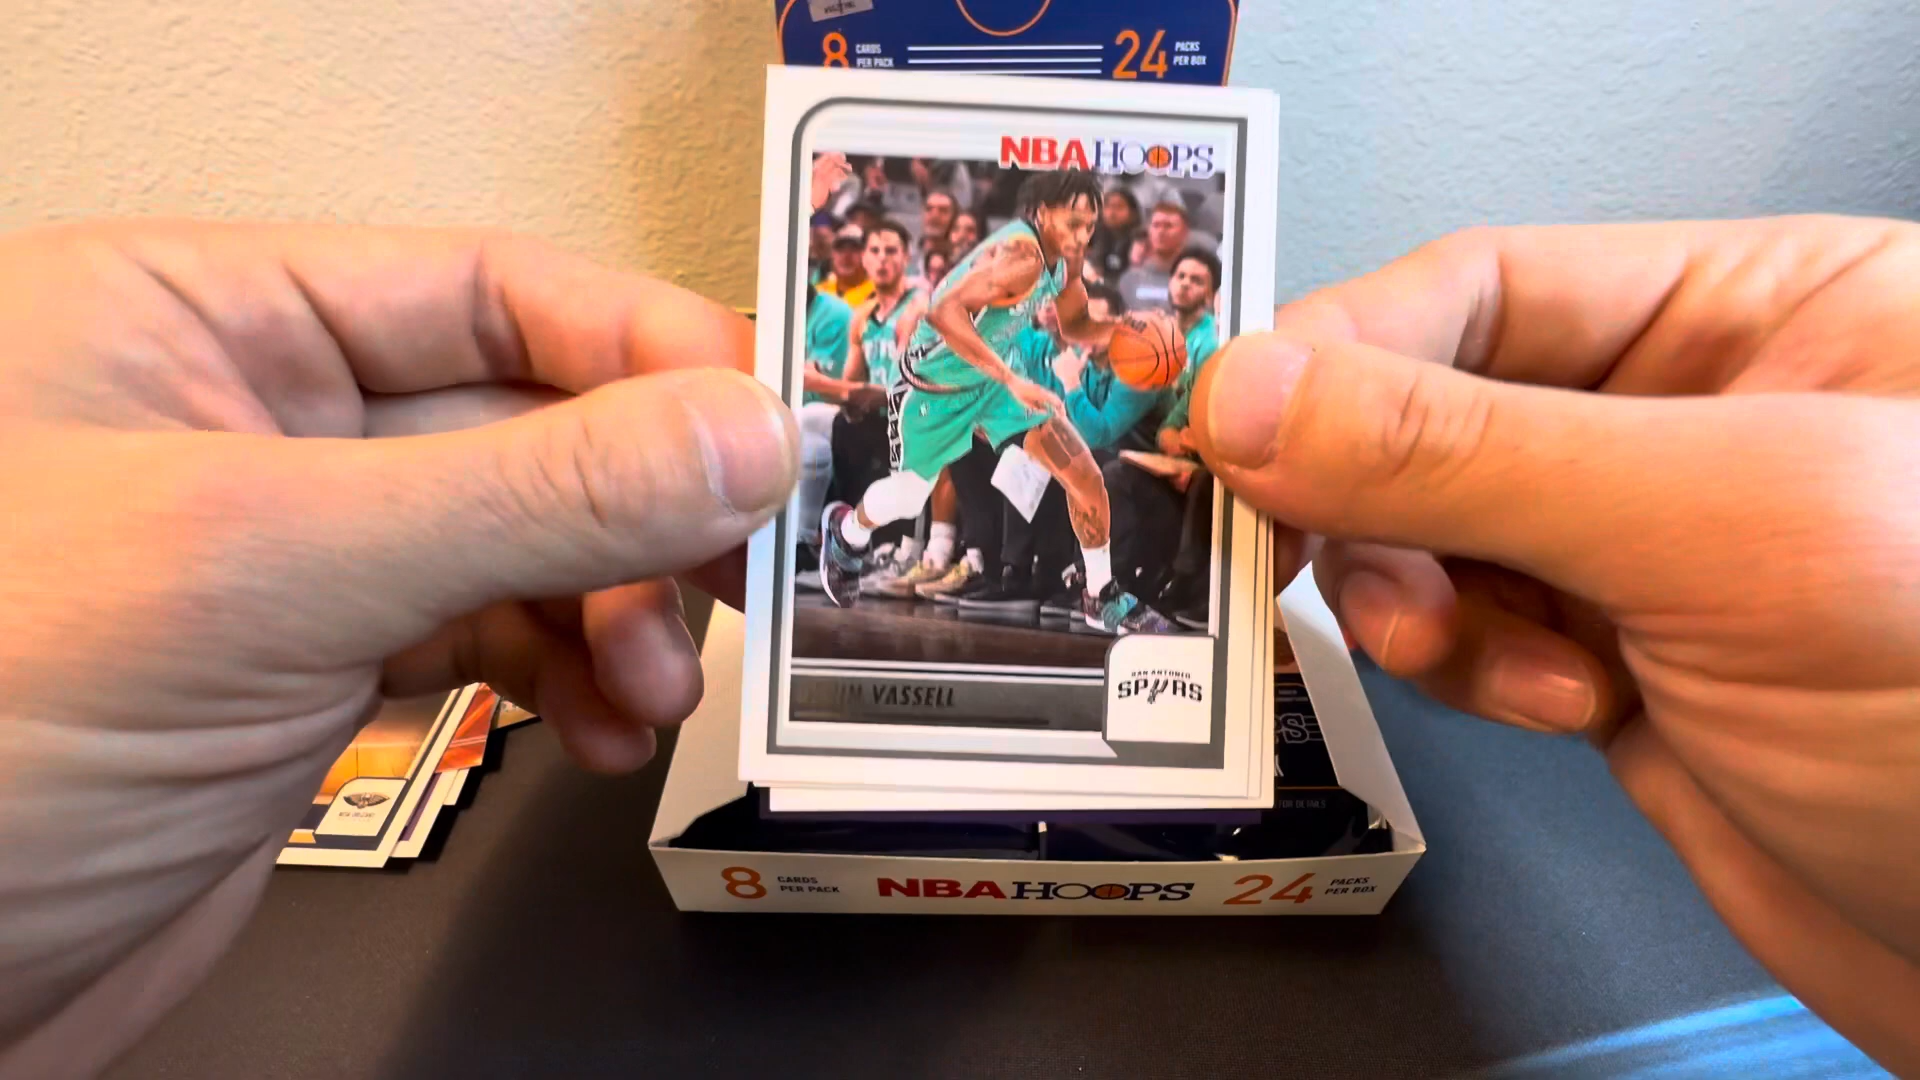 8 CARDS PER PACK
24 PACKS PER BOX
NBA HOOPS
VASSELL
SAN ANTONIO
SPURS
8 CARDS PER PACK
NBA HOOPS
24 PACKS PER BOX